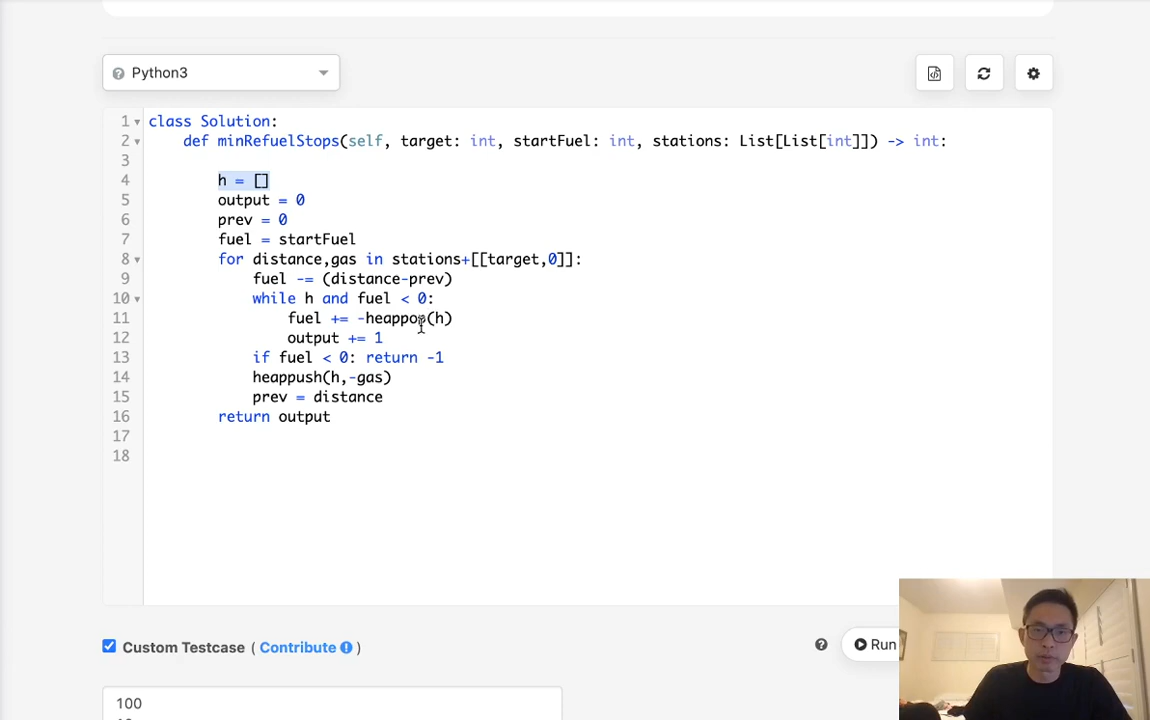 Python3
1 class Solution:
2 def minRefuelStops(self, target: int, startFuel: int, stations: List[List[int]]) -> int:
3
4 h = []
5 output = 0
6 prev = 0
7 fuel = startFuel
8 for distance,gas in stations+[[target,0]]:
9 fuel -= (distance-prev)
10 while h and fuel < 0:
11 fuel += -heappop(h)
12 output += 1
13 if fuel < 0: return -1
14 heappush(h,-gas)
15 prev = distance
16 return output
17
18
Custom Testcase ( Contribute ) ? Run
100